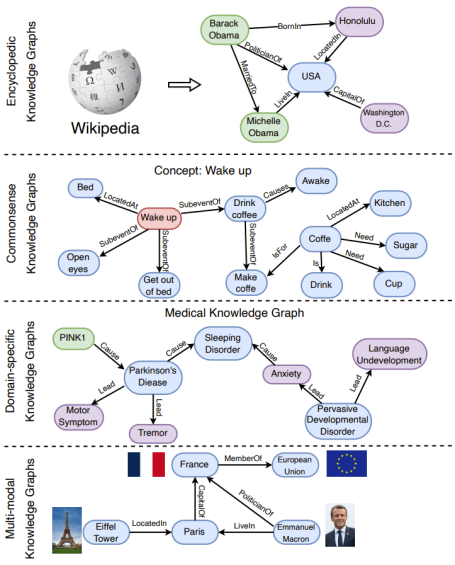 Encyclopedic
Knowledge Graphs
Wikipedia
Barack
Obama
BornIn
Honolulu
PoliticianOf
LocatedIn
MarriedTo
USA
LiveIn
CapitalOf
Michelle
Obama
Washington
D.C.
Commonsense
Knowledge Graphs
Concept: Wake up
Bed
LocatedAt
Wake up
SubeventOf
Drink
coffee
Causes
Awake
SubeventOf
Open
eyes
SubeventOf
Get out
of bed
SubeventOf
Make
coffe
IsFor
Coffe
LocatedAt
Kitchen
Need
Sugar
Need
Cup
Is
Drink
Domain-specific
Knowledge Graphs
Medical Knowledge Graph
PINK1
Cause
Parkinson's
Diease
Cause
Sleeping
Disorder
Cause
Anxiety
Language
Undevelopment
Lead
Motor
Symptom
Lead
Tremor
Lead
Lead
Pervasive
Developmental
Disorder
Multi-modal
Knowledge Graphs
France
MemberOf
European
Union
CapitalOf
PoliticianOf
Eiffel
Tower
LocatedIn
Paris
LiveIn
Emmanuel
Macron